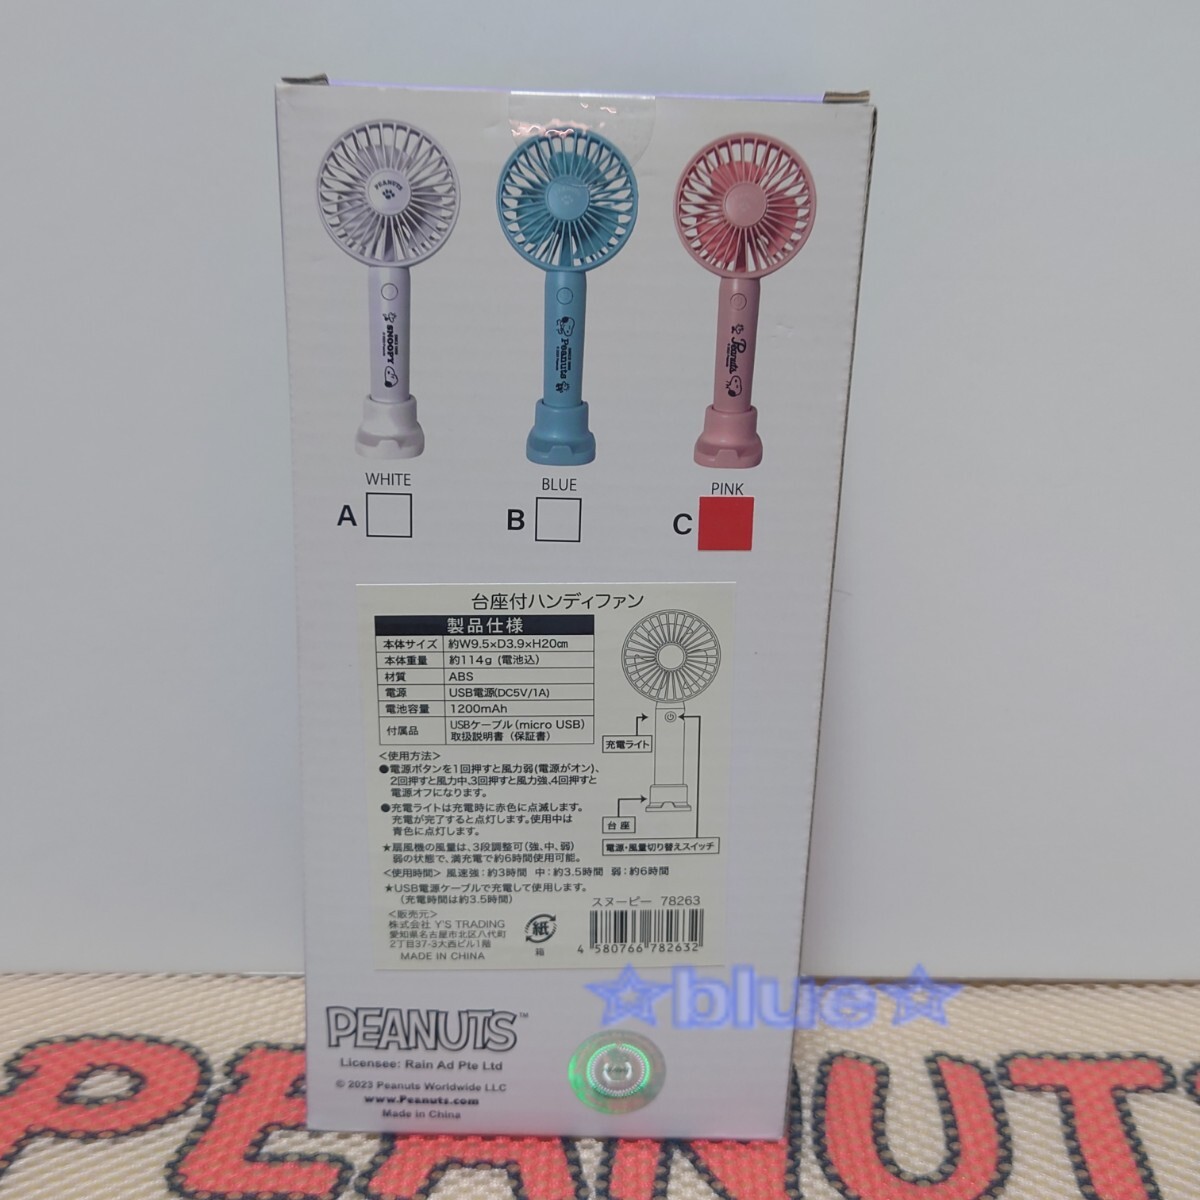 PEANUTS
SINCE 1950
SNOOPY
Peanuts
Peanuts
WHITE
BLUE
PINK
A
B
C
台座付ハンディファン
製品仕様
本体サイズ 約W9.5×D3.9×H20㎝
本体重量 約114g (電池込)
材質 ABS
電源 USB電源(DC5V/1A)
電池容量 1200mAh
付属品 USBケーブル(micro USB)
取扱説明書(保証書)
充電ライト
台座
電源・風量切り替えスイッチ
<使用方法>
●電源ボタンを1回押すと風力弱(電源がオン)、
2回押すと風力中、3回押すと風力強、4回押すと
電源オフになります。
●充電ライトは充電時に赤色に点滅します。
充電が完了すると点灯します。使用中は
青色に点灯します。
★扇風機の風量は、3段調整可(強、中、弱)
弱の状態で、満充電で約6時間使用可能。
<使用時間> 風速強:約3時間 中:約3.5時間 弱:約6時間
★USB電源ケーブルで充電して使用します。
(充電時間は約3.5時間)
<販売元>
株式会社 Y'S TRADING
愛知県名古屋市北区八代町
2丁目37-3大西ビル1階
MADE IN CHINA
紙
箱
スヌーピー 78263
4 580766 782632
☆blue☆
PEANUTS™
Licensee: Rain Ad Pte Ltd
© 2023 Peanuts Worldwide LLC
www.Peanuts.com
Made in China
PEANUT